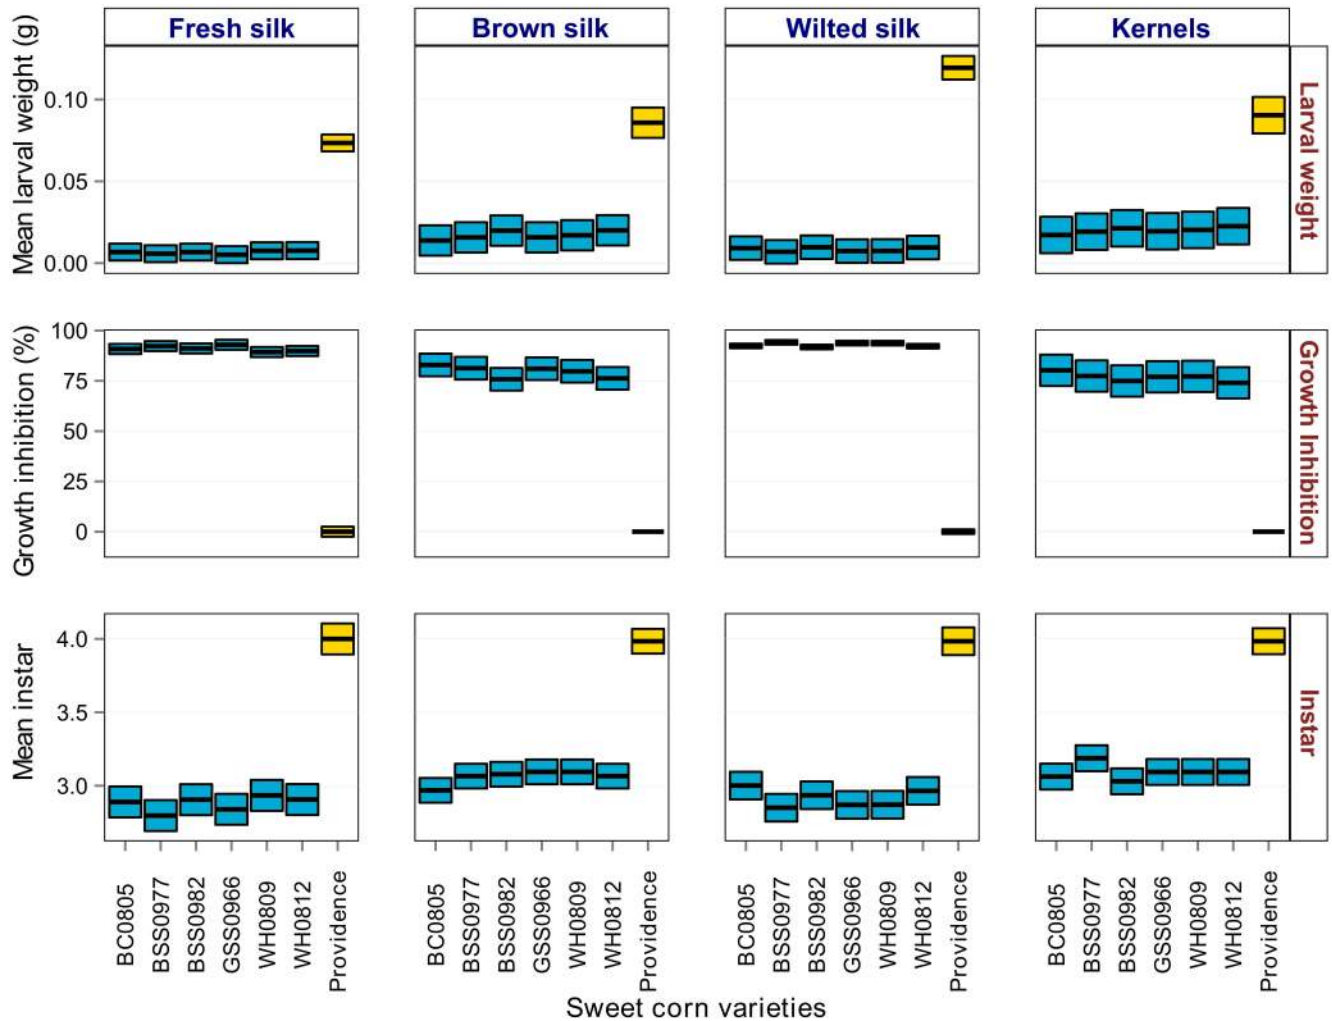 Fresh silk
Brown silk
Wilted silk
Kernels
Mean larval weight (g)
0.10
0.05
0.00
Larval weight
Growth inhibition (%)
100
75
50
25
0
Growth Inhibition
Mean instar
4.0
3.5
3.0
Instar
BC0805
BSS0977
BSS0982
GSS0966
WH0809
WH0812
Providence
BC0805
BSS0977
BSS0982
GSS0966
WH0809
WH0812
Providence
BC0805
BSS0977
BSS0982
GSS0966
WH0809
WH0812
Providence
BC0805
BSS0977
BSS0982
GSS0966
WH0809
WH0812
Providence
Sweet corn varieties